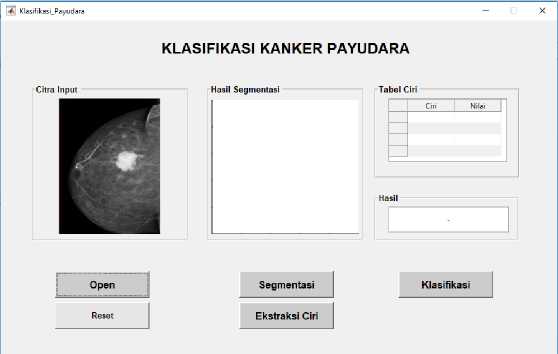 Klasifikasi_Payudara
KLASIFIKASI KANKER PAYUDARA
Citra Input
Hasil Segmentasi
Tabel Ciri
Ciri Nilai
Hasil
-
Open
Segmentasi
Klasifikasi
Reset
Ekstraksi Ciri